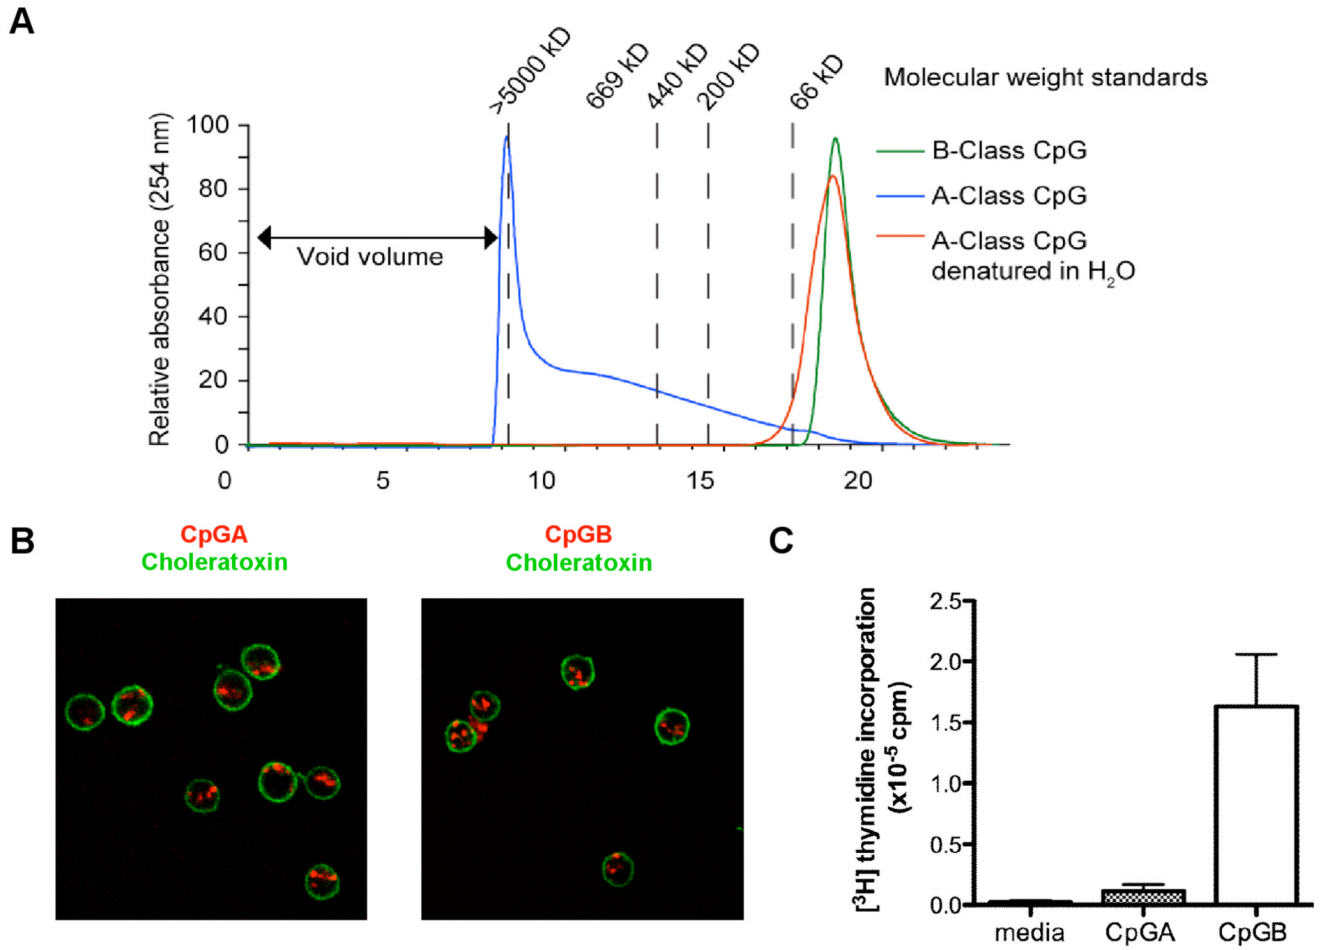 A
>5000 kD
669 kD
440 kD
200 kD
66 kD
Molecular weight standards
Relative absorbance (254 nm)
100
80
60
40
20
0
Void volume
B-Class CpG
A-Class CpG
A-Class CpG
denatured in H₂O
0
5
10
15
20
B
CpGA
Choleratoxin
CpGB
Choleratoxin
C
[³H] thymidine incorporation
(x10⁻⁵ cpm)
2.5
2.0
1.5
1.0
0.5
0.0
media
CpGA
CpGB